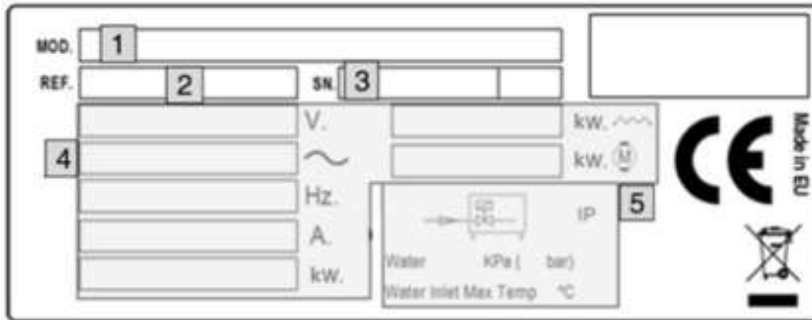 MOD. 1
REF. 2 SN. 3
V. kw.
4 kw. M
Hz. 5
IP
A.
Water KPa ( bar)
kw.
Water Inlet Max Temp °C
CE
Made in EU